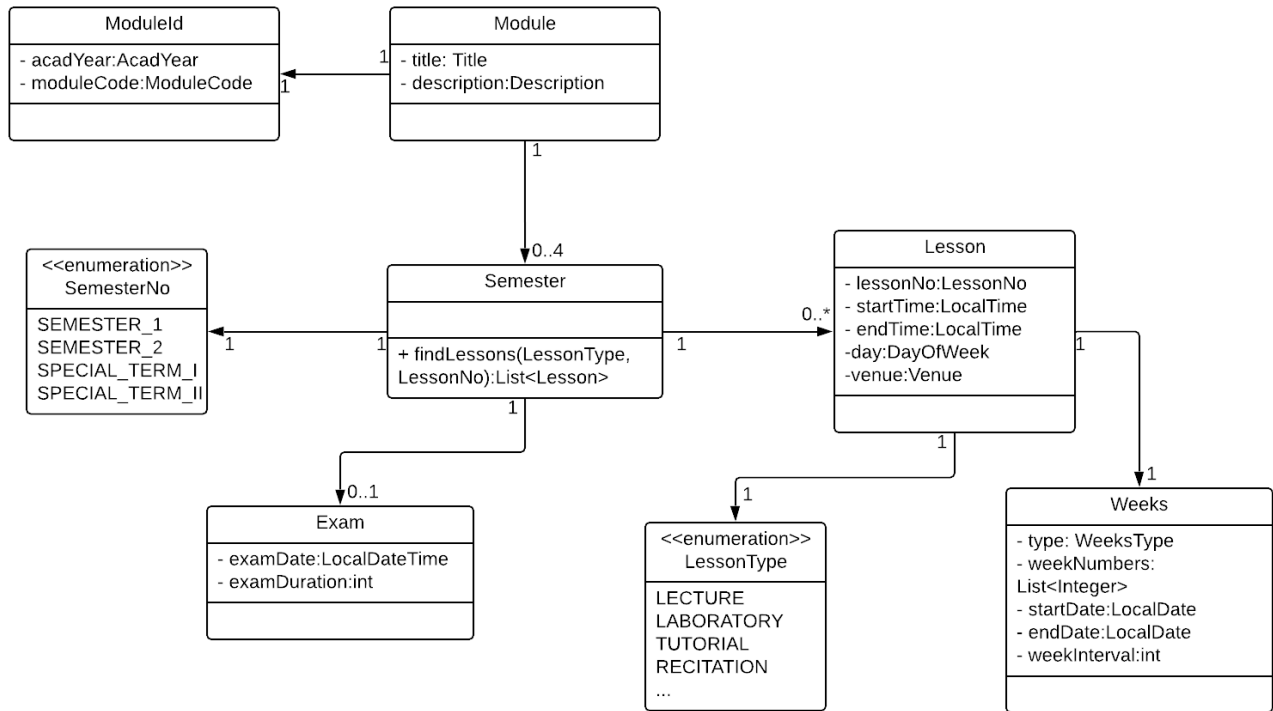 ModuleId
- acadYear:AcadYear
- moduleCode:ModuleCode
1
1
Module
- title: Title
- description:Description
1
0..4
<<enumeration>>
SemesterNo
SEMESTER_1
SEMESTER_2
SPECIAL_TERM_I
SPECIAL_TERM_II
1
1
Semester
+ findLessons(LessonType,
LessonNo):List<Lesson>
1
0..*
1
0..1
Lesson
- lessonNo:LessonNo
- startTime:LocalTime
- endTime:LocalTime
-day:DayOfWeek
-venue:Venue
1
1
1
1
Exam
- examDate:LocalDateTime
- examDuration:int
<<enumeration>>
LessonType
LECTURE
LABORATORY
TUTORIAL
RECITATION
...
Weeks
- type: WeeksType
- weekNumbers:
List<Integer>
- startDate:LocalDate
- endDate:LocalDate
- weekInterval:int